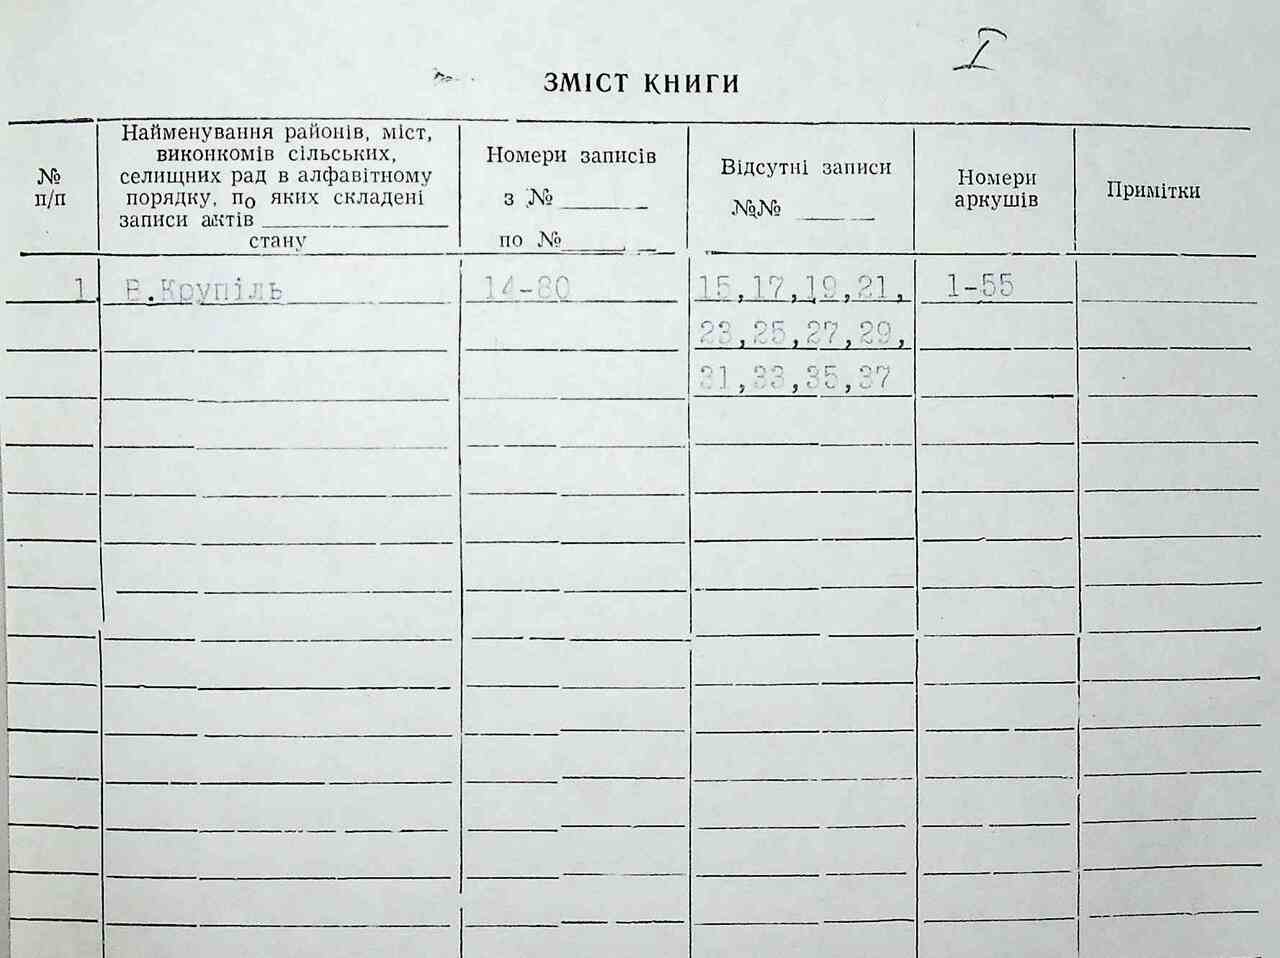 I
ЗМІСТ КНИГИ
№
п/п
Найменування районів, міст,
виконкомів сільських,
селищних рад в алфавітному
порядку, по яких складені
записи актів
стану
Номери записів
з №
по №
Відсутні записи
№№
Номери
аркушів
Примітки
1 В.Крупіль 14-80 15,17,19,21, 1-55
23,25,27,29,
31,33,35,37